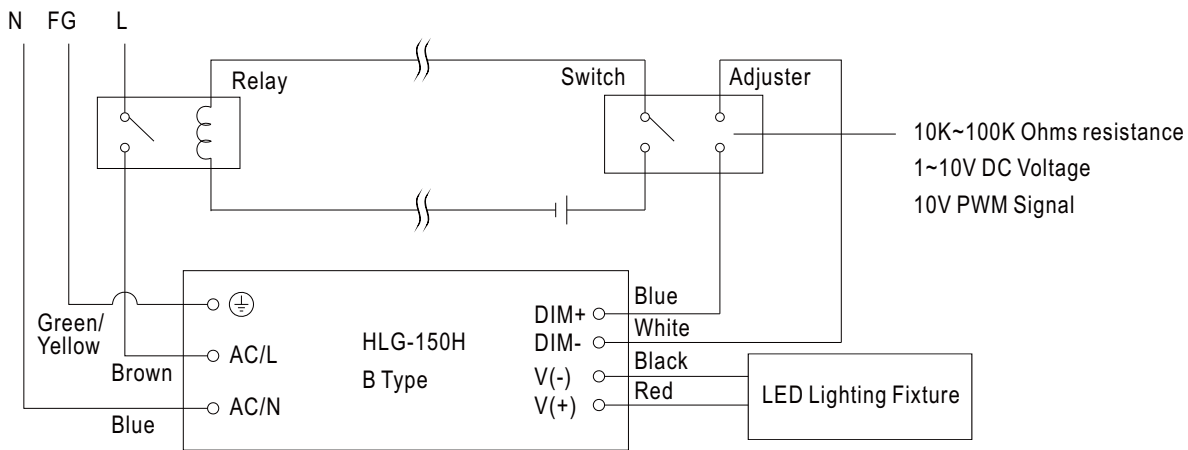 N FG L
Relay
Switch
Adjuster
10K~100K Ohms resistance
1~10V DC Voltage
10V PWM Signal
Green/
Yellow
Brown
Blue
AC/L
AC/N
HLG-150H
B Type
DIM+
DIM-
V(-)
V(+)
Blue
White
Black
Red
LED Lighting Fixture